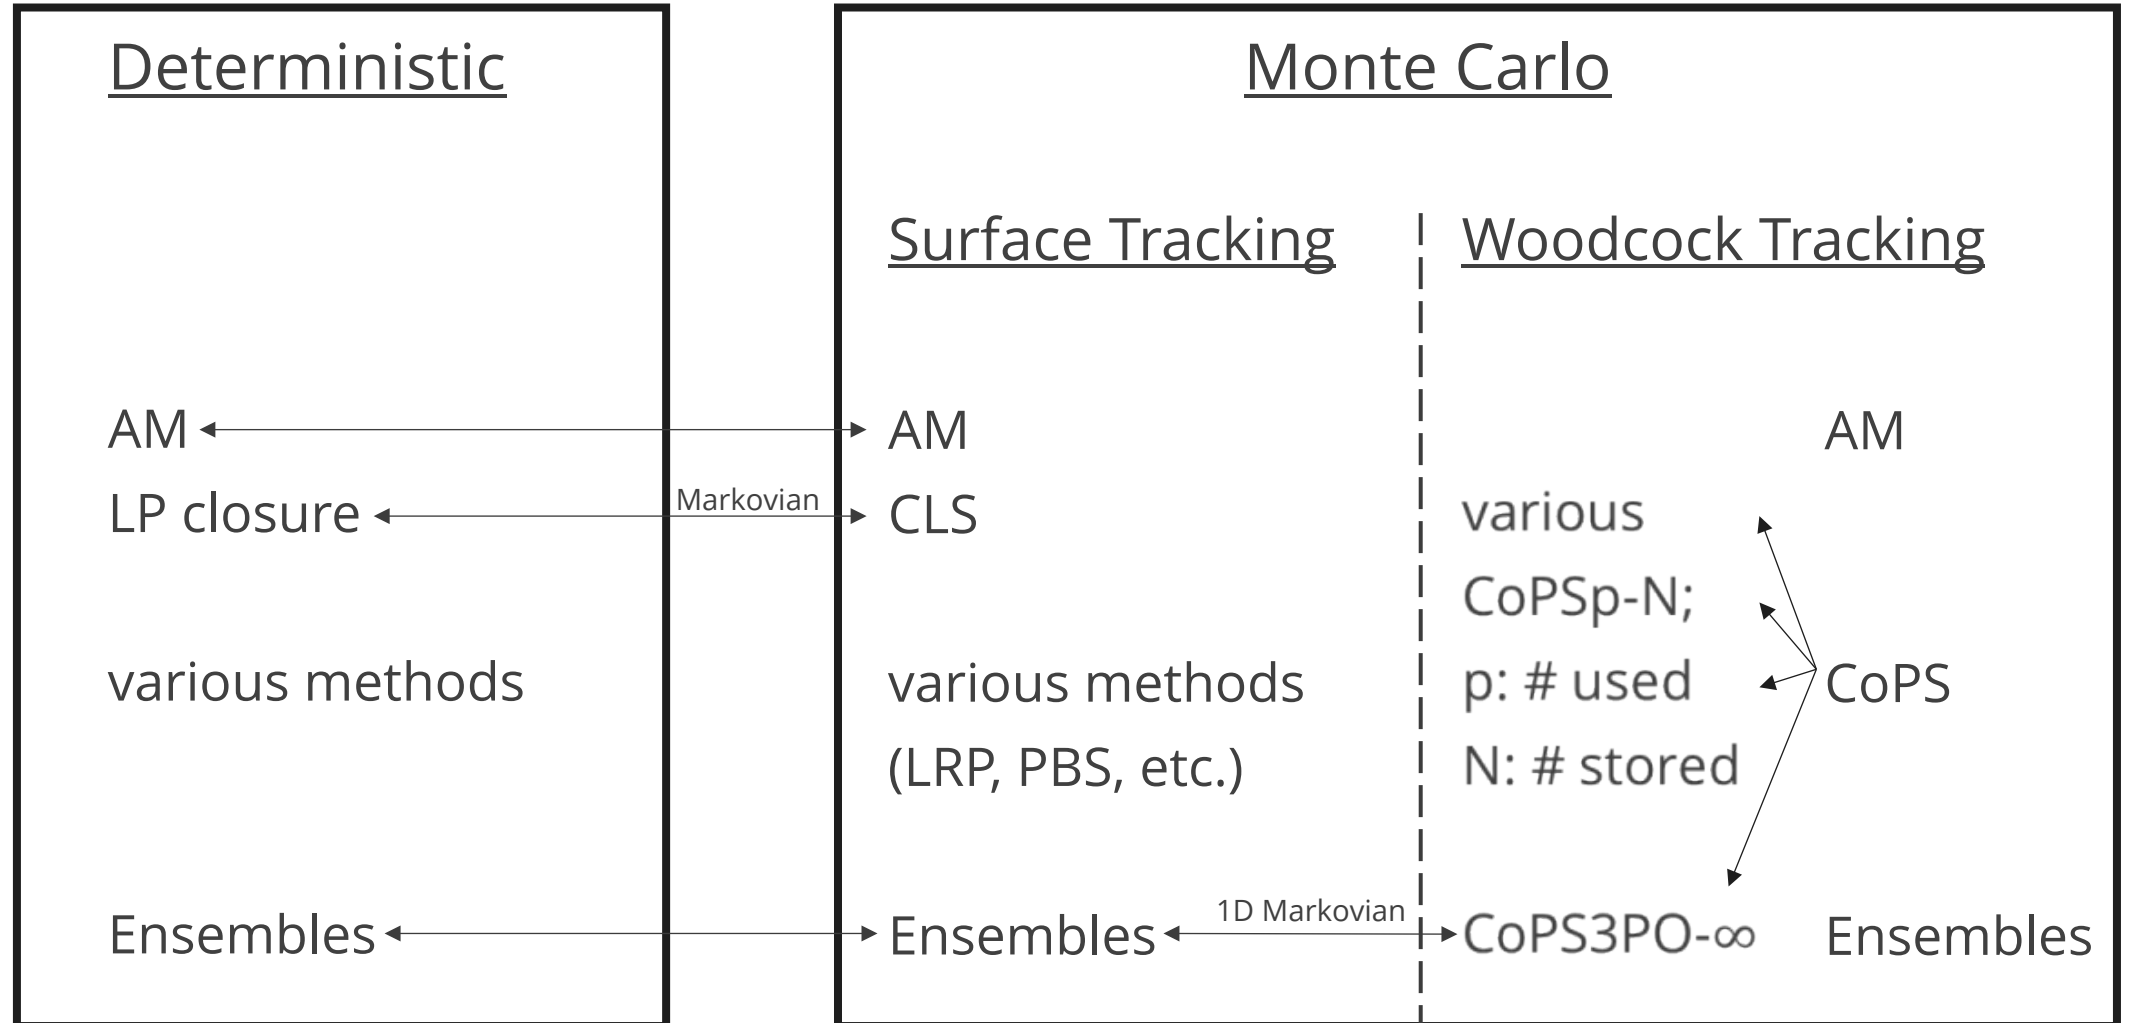 Deterministic
Monte Carlo
Surface Tracking
Woodcock Tracking
AM
AM
AM
LP closure
Markovian
CLS
various
CoPSp-N;
various methods
various methods
p: # used
CoPS
(LRP, PBS, etc.)
N: # stored
Ensembles
Ensembles
1D Markovian
CoPS3PO-∞
Ensembles